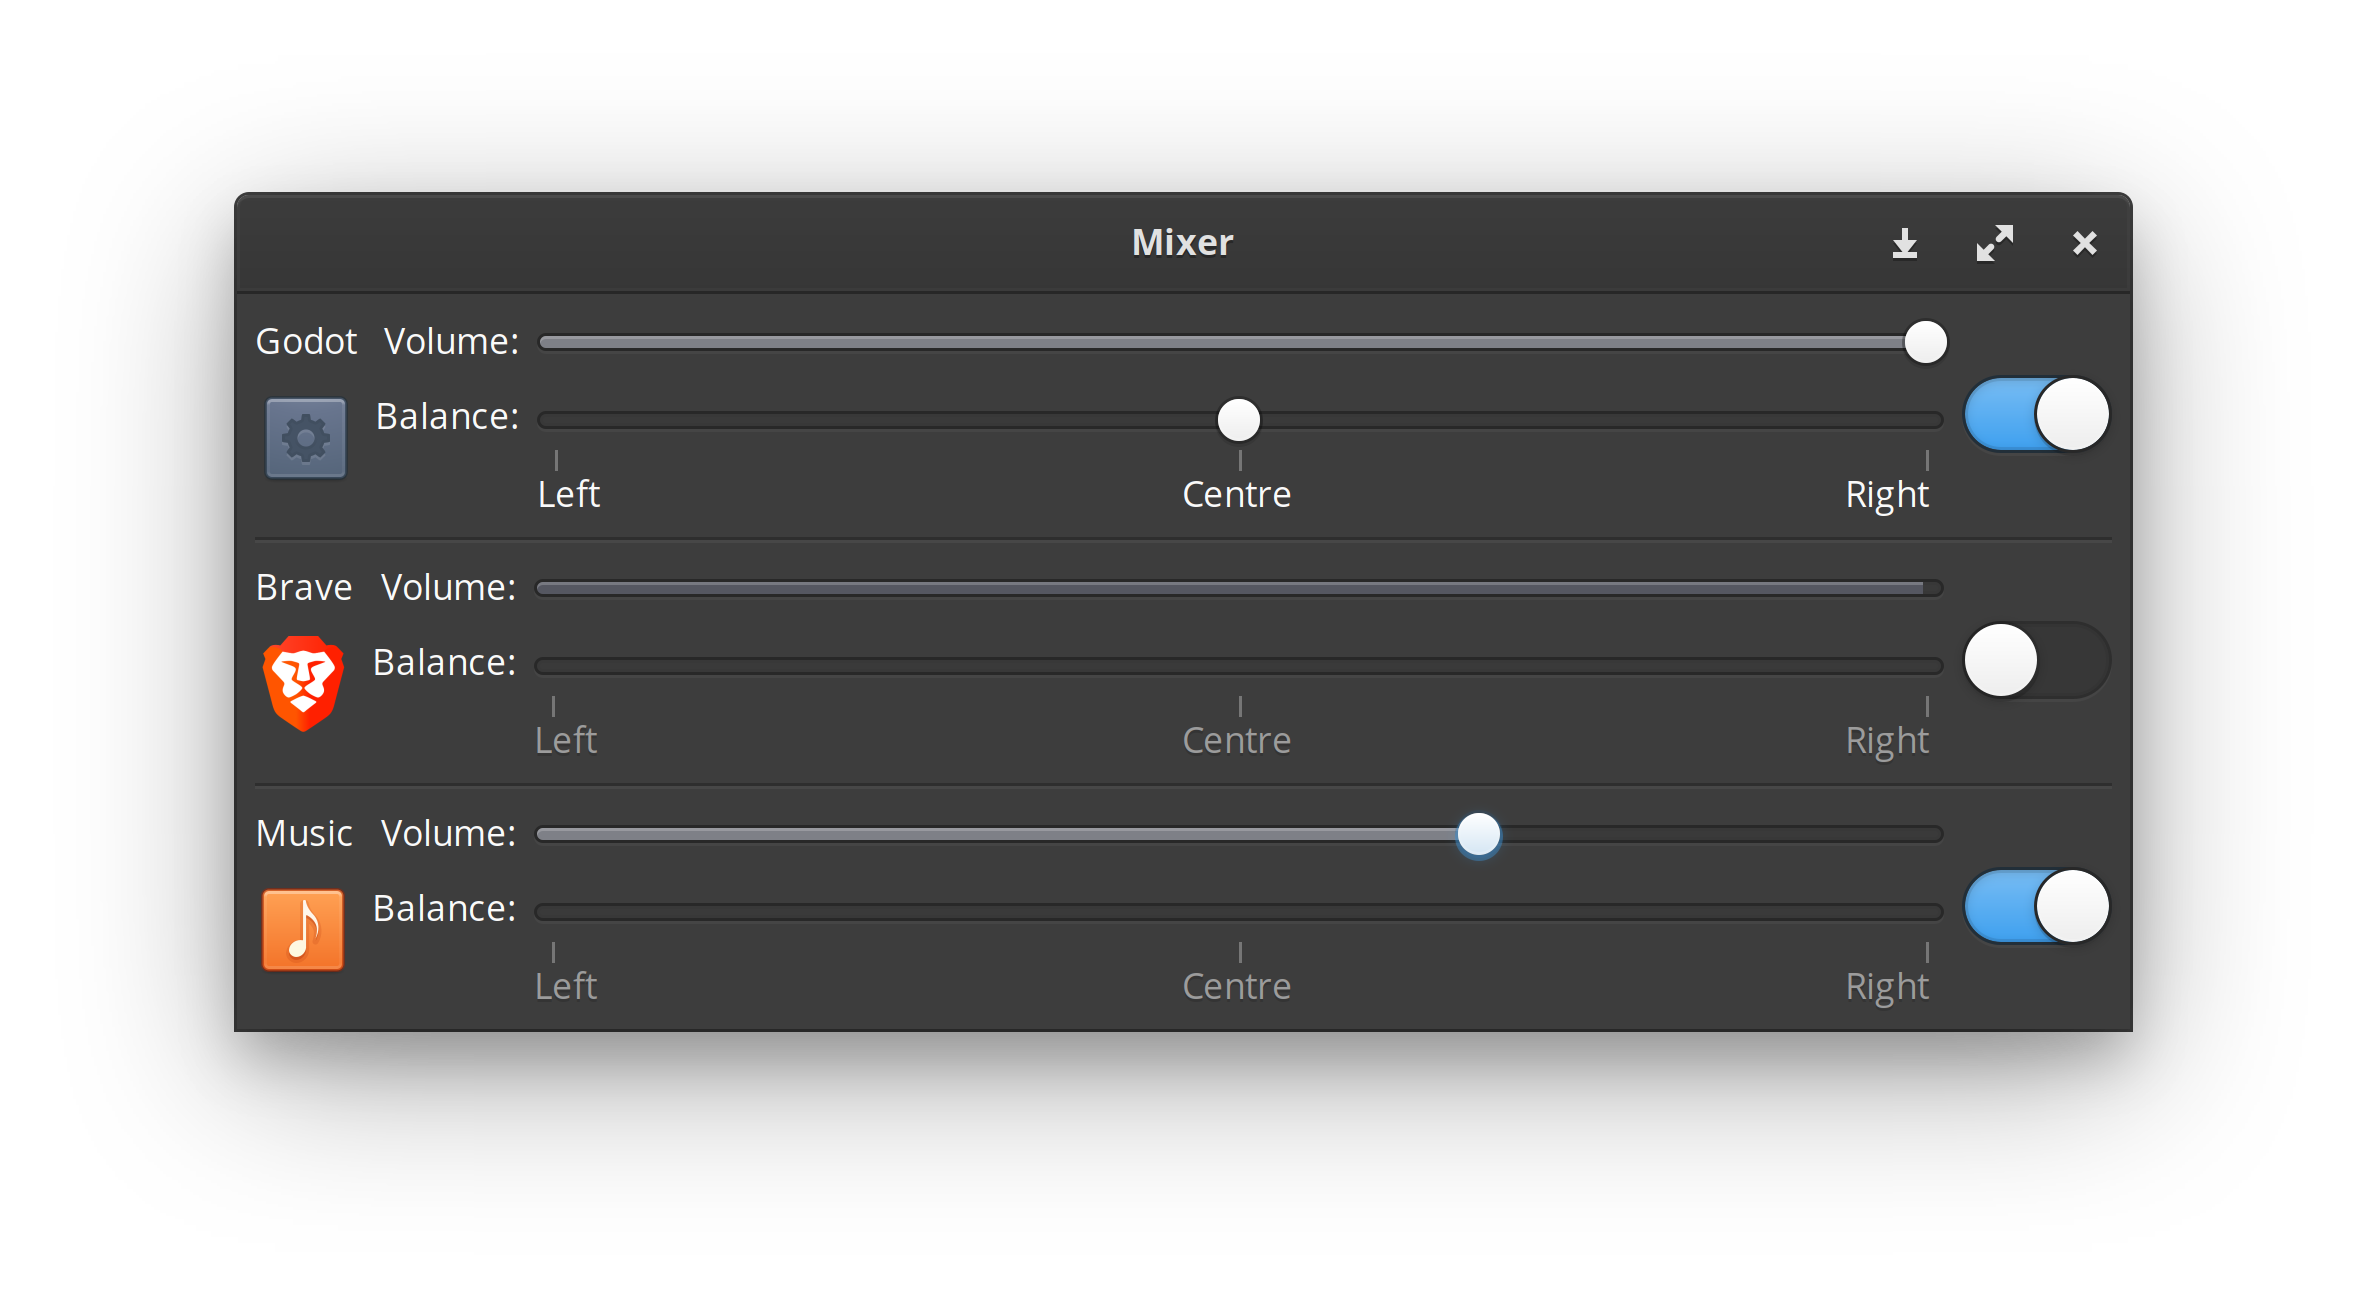 Mixer
Godot Volume:
Balance:
Left Centre Right
Brave Volume:
Balance:
Left Centre Right
Music Volume:
Balance:
Left Centre Right